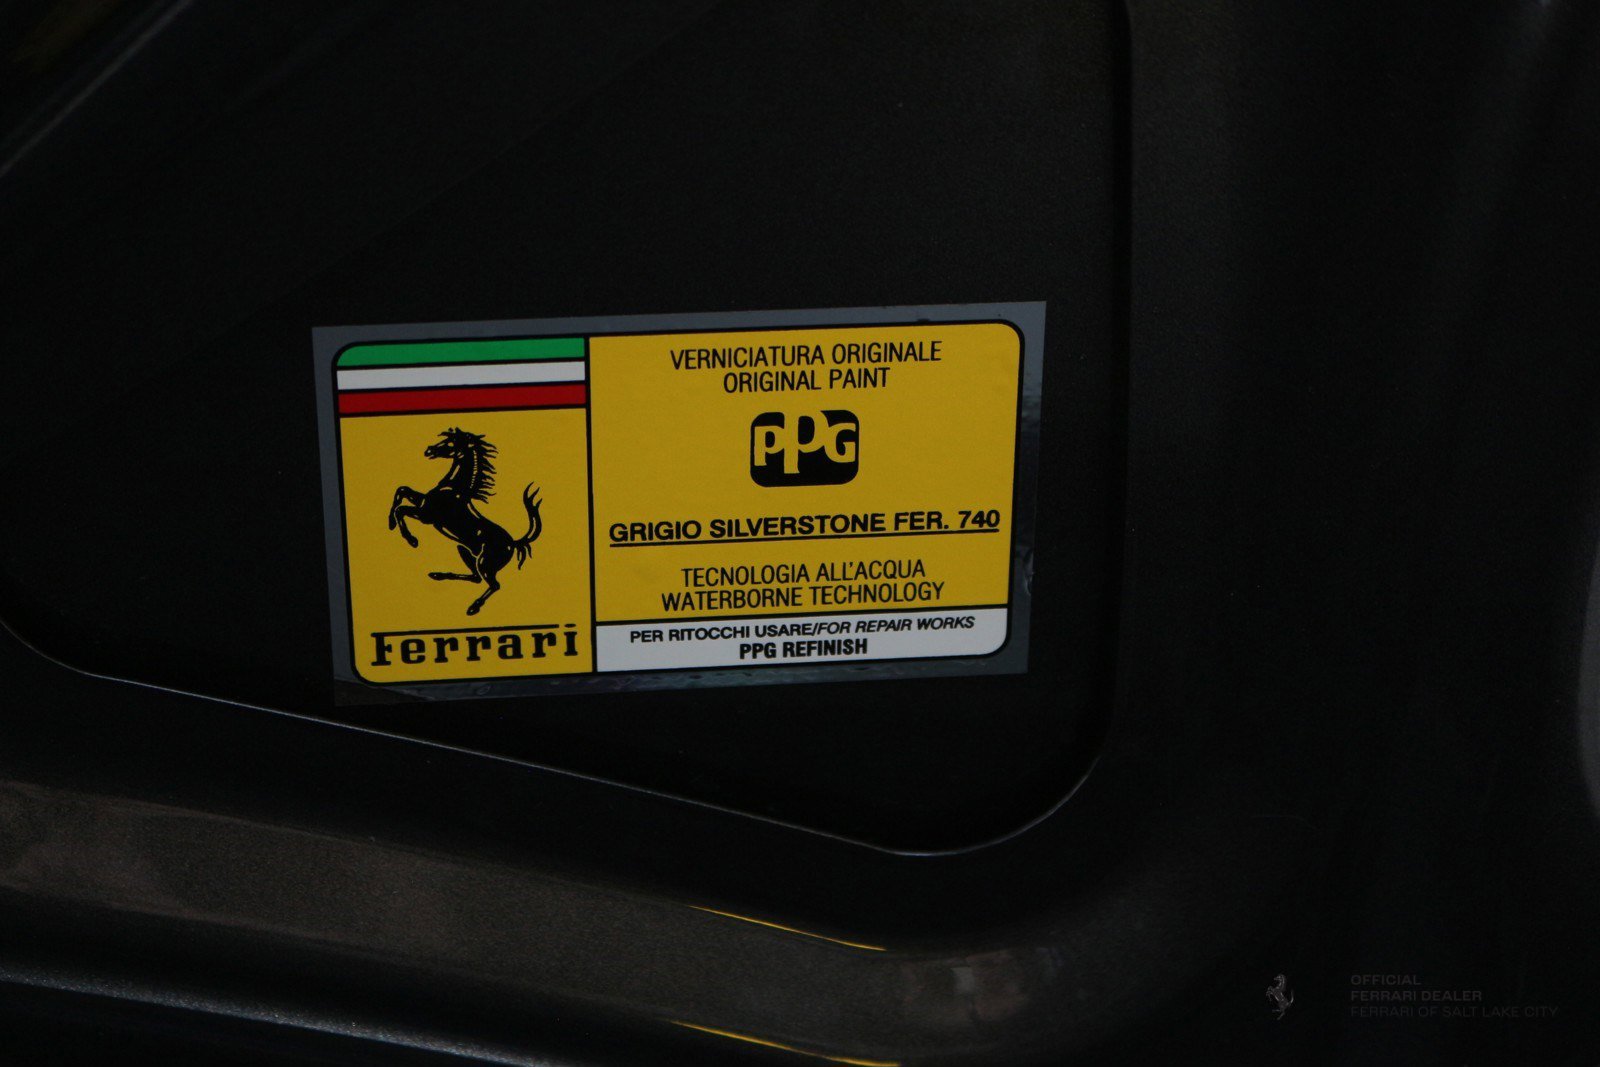 VERNICIATURA ORIGINALE
ORIGINAL PAINT
PPG
GRIGIO SILVERSTONE FER. 740
TECNOLOGIA ALL'ACQUA
WATERBORNE TECHNOLOGY
PER RITOCCHI USARE/FOR REPAIR WORKS
PPG REFINISH
Ferrari
OFFICIAL
FERRARI DEALER
FERRARI OF SALT LAKE CITY